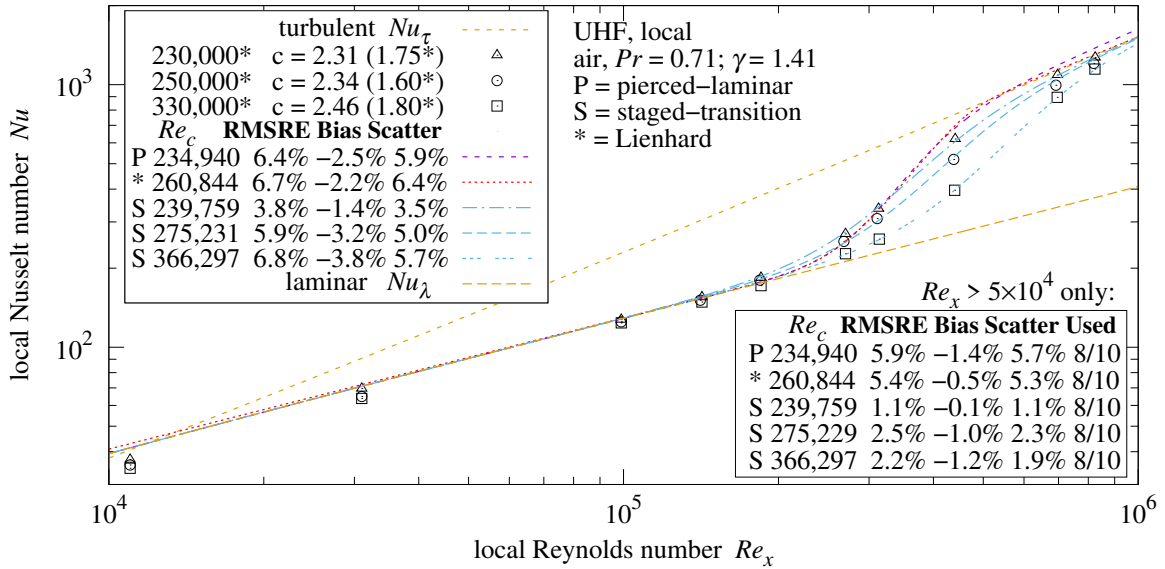 turbulent Nu_τ
230,000* c = 2.31 (1.75*)
250,000* c = 2.34 (1.60*)
330,000* c = 2.46 (1.80*)
Re_c RMSRE Bias Scatter
P 234,940 6.4% −2.5% 5.9%
* 260,844 6.7% −2.2% 6.4%
S 239,759 3.8% −1.4% 3.5%
S 275,231 5.9% −3.2% 5.0%
S 366,297 6.8% −3.8% 5.7%
laminar Nu_λ
UHF, local
air, Pr = 0.71; γ = 1.41
P = pierced−laminar
S = staged−transition
* = Lienhard
Re_x > 5×10^4 only:
Re_c RMSRE Bias Scatter Used
P 234,940 5.9% −1.4% 5.7% 8/10
* 260,844 5.4% −0.5% 5.3% 8/10
S 239,759 1.1% −0.1% 1.1% 8/10
S 275,229 2.5% −1.0% 2.3% 8/10
S 366,297 2.2% −1.2% 1.9% 8/10
local Nusselt number Nu
10^3
10^2
10^4 10^5 10^6
local Reynolds number Re_x